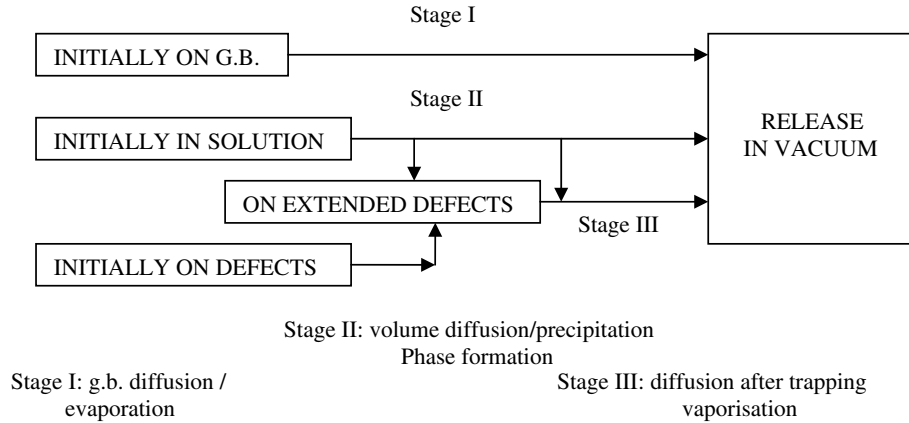 Stage I
INITIALLY ON G.B.
Stage II
INITIALLY IN SOLUTION
RELEASE
IN VACUUM
ON EXTENDED DEFECTS
Stage III
INITIALLY ON DEFECTS
Stage II: volume diffusion/precipitation
Phase formation
Stage I: g.b. diffusion /
evaporation
Stage III: diffusion after trapping
vaporisation